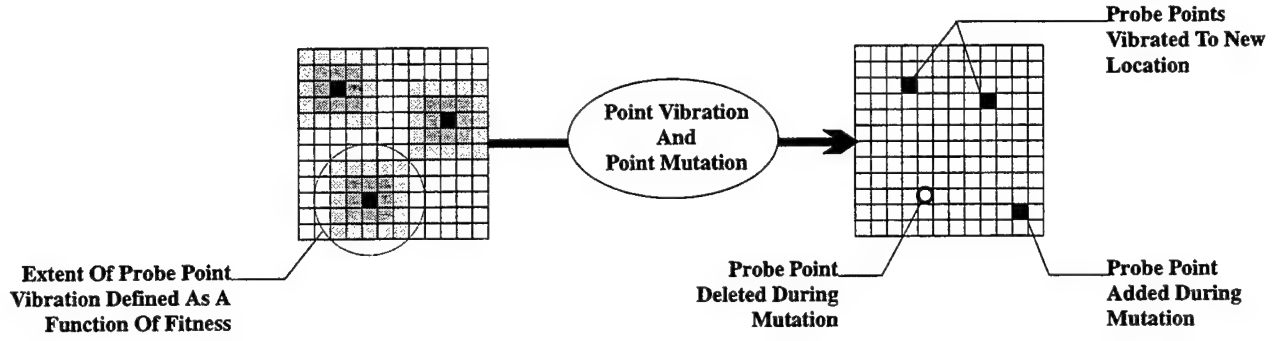 Probe Points
Vibrated To New
Location
Point Vibration
And
Point Mutation
Extent Of Probe Point
Vibration Defined As A
Function Of Fitness
Probe Point
Deleted During
Mutation
Probe Point
Added During
Mutation